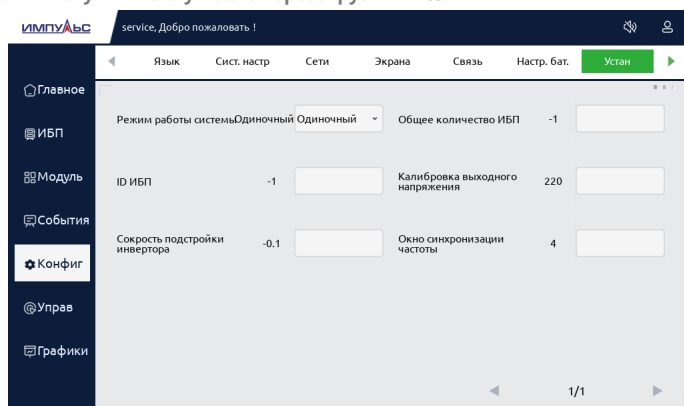 ИМПУЛЬС
service, Добро пожаловать !
Язык Сист. настр Сети Экрана Связь Настр. бат. Устан
Главное
ИБП
Модуль
События
Конфиг
Управ
Графики
Режим работы системы Одиночный Одиночный Общее количество ИБП -1
ID ИБП -1 Калибровка выходного напряжения 220
Сокрость подстройки инвертора -0.1 Окно синхронизации частоты 4
1/1